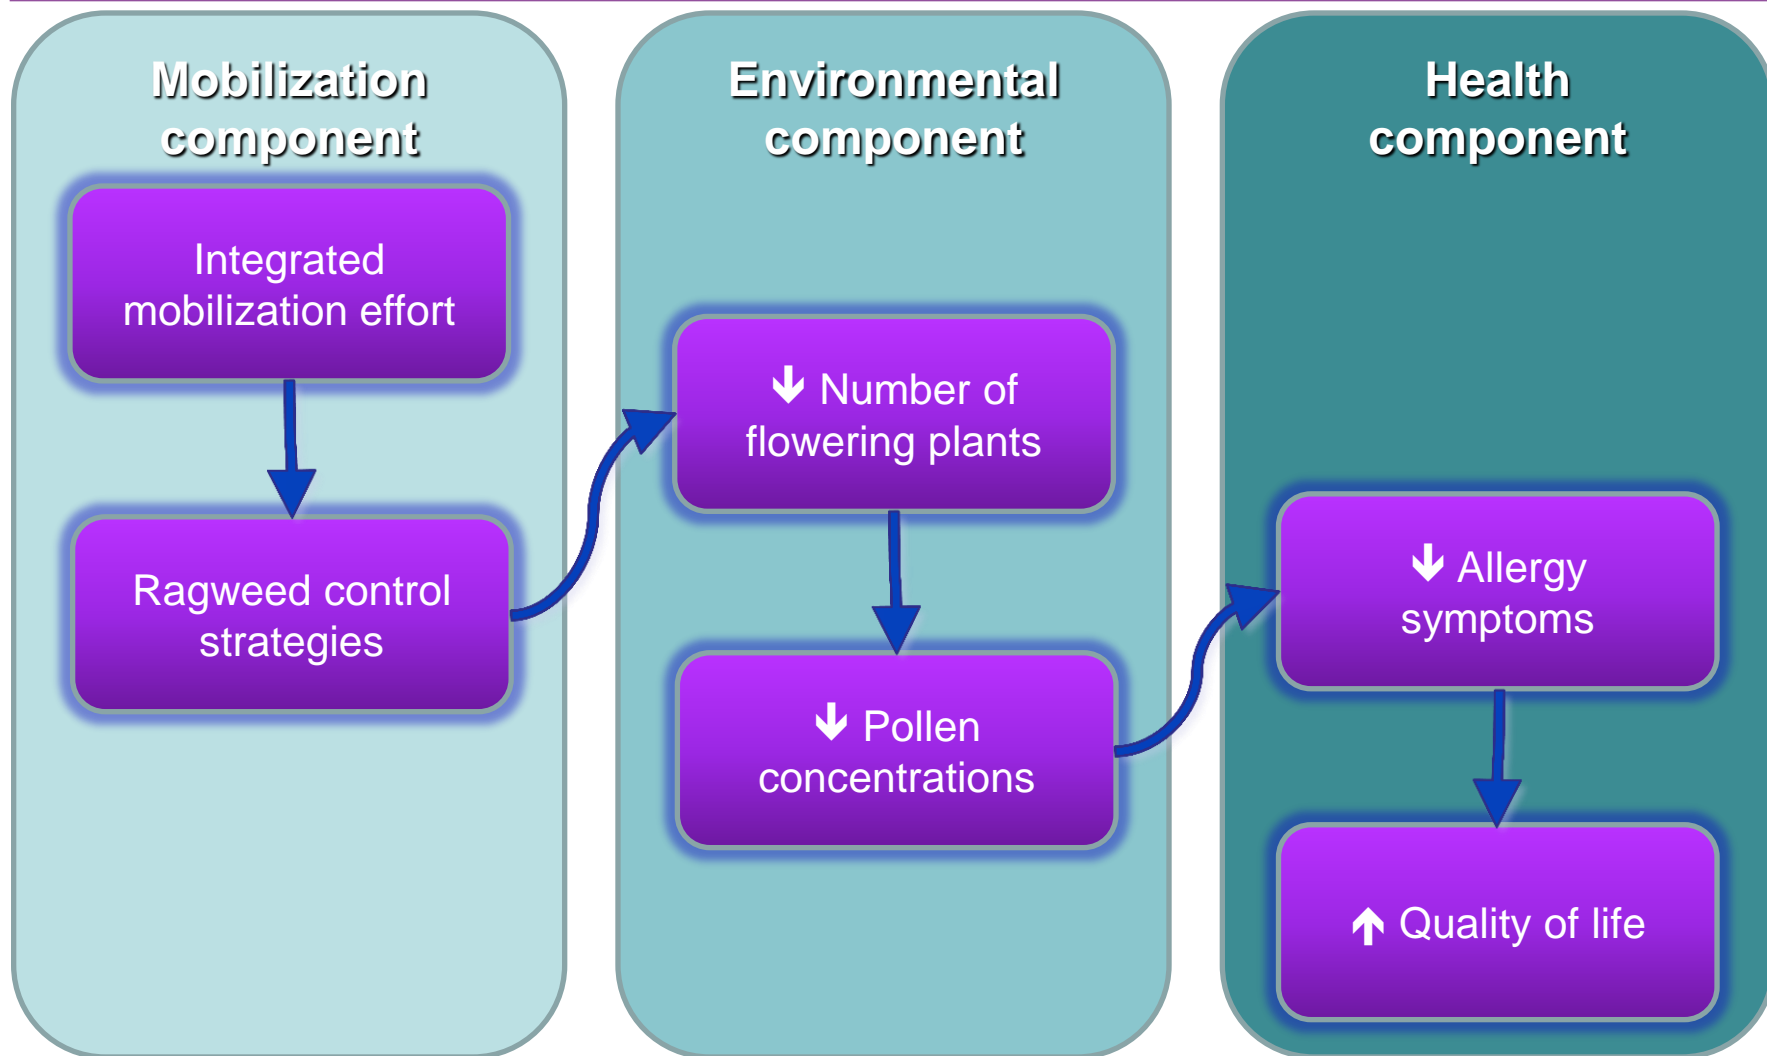 Mobilization
component
Integrated
mobilization effort
Ragweed control
strategies
Environmental
component
↓ Number of
flowering plants
↓ Pollen
concentrations
Health
component
↓ Allergy
symptoms
↑ Quality of life